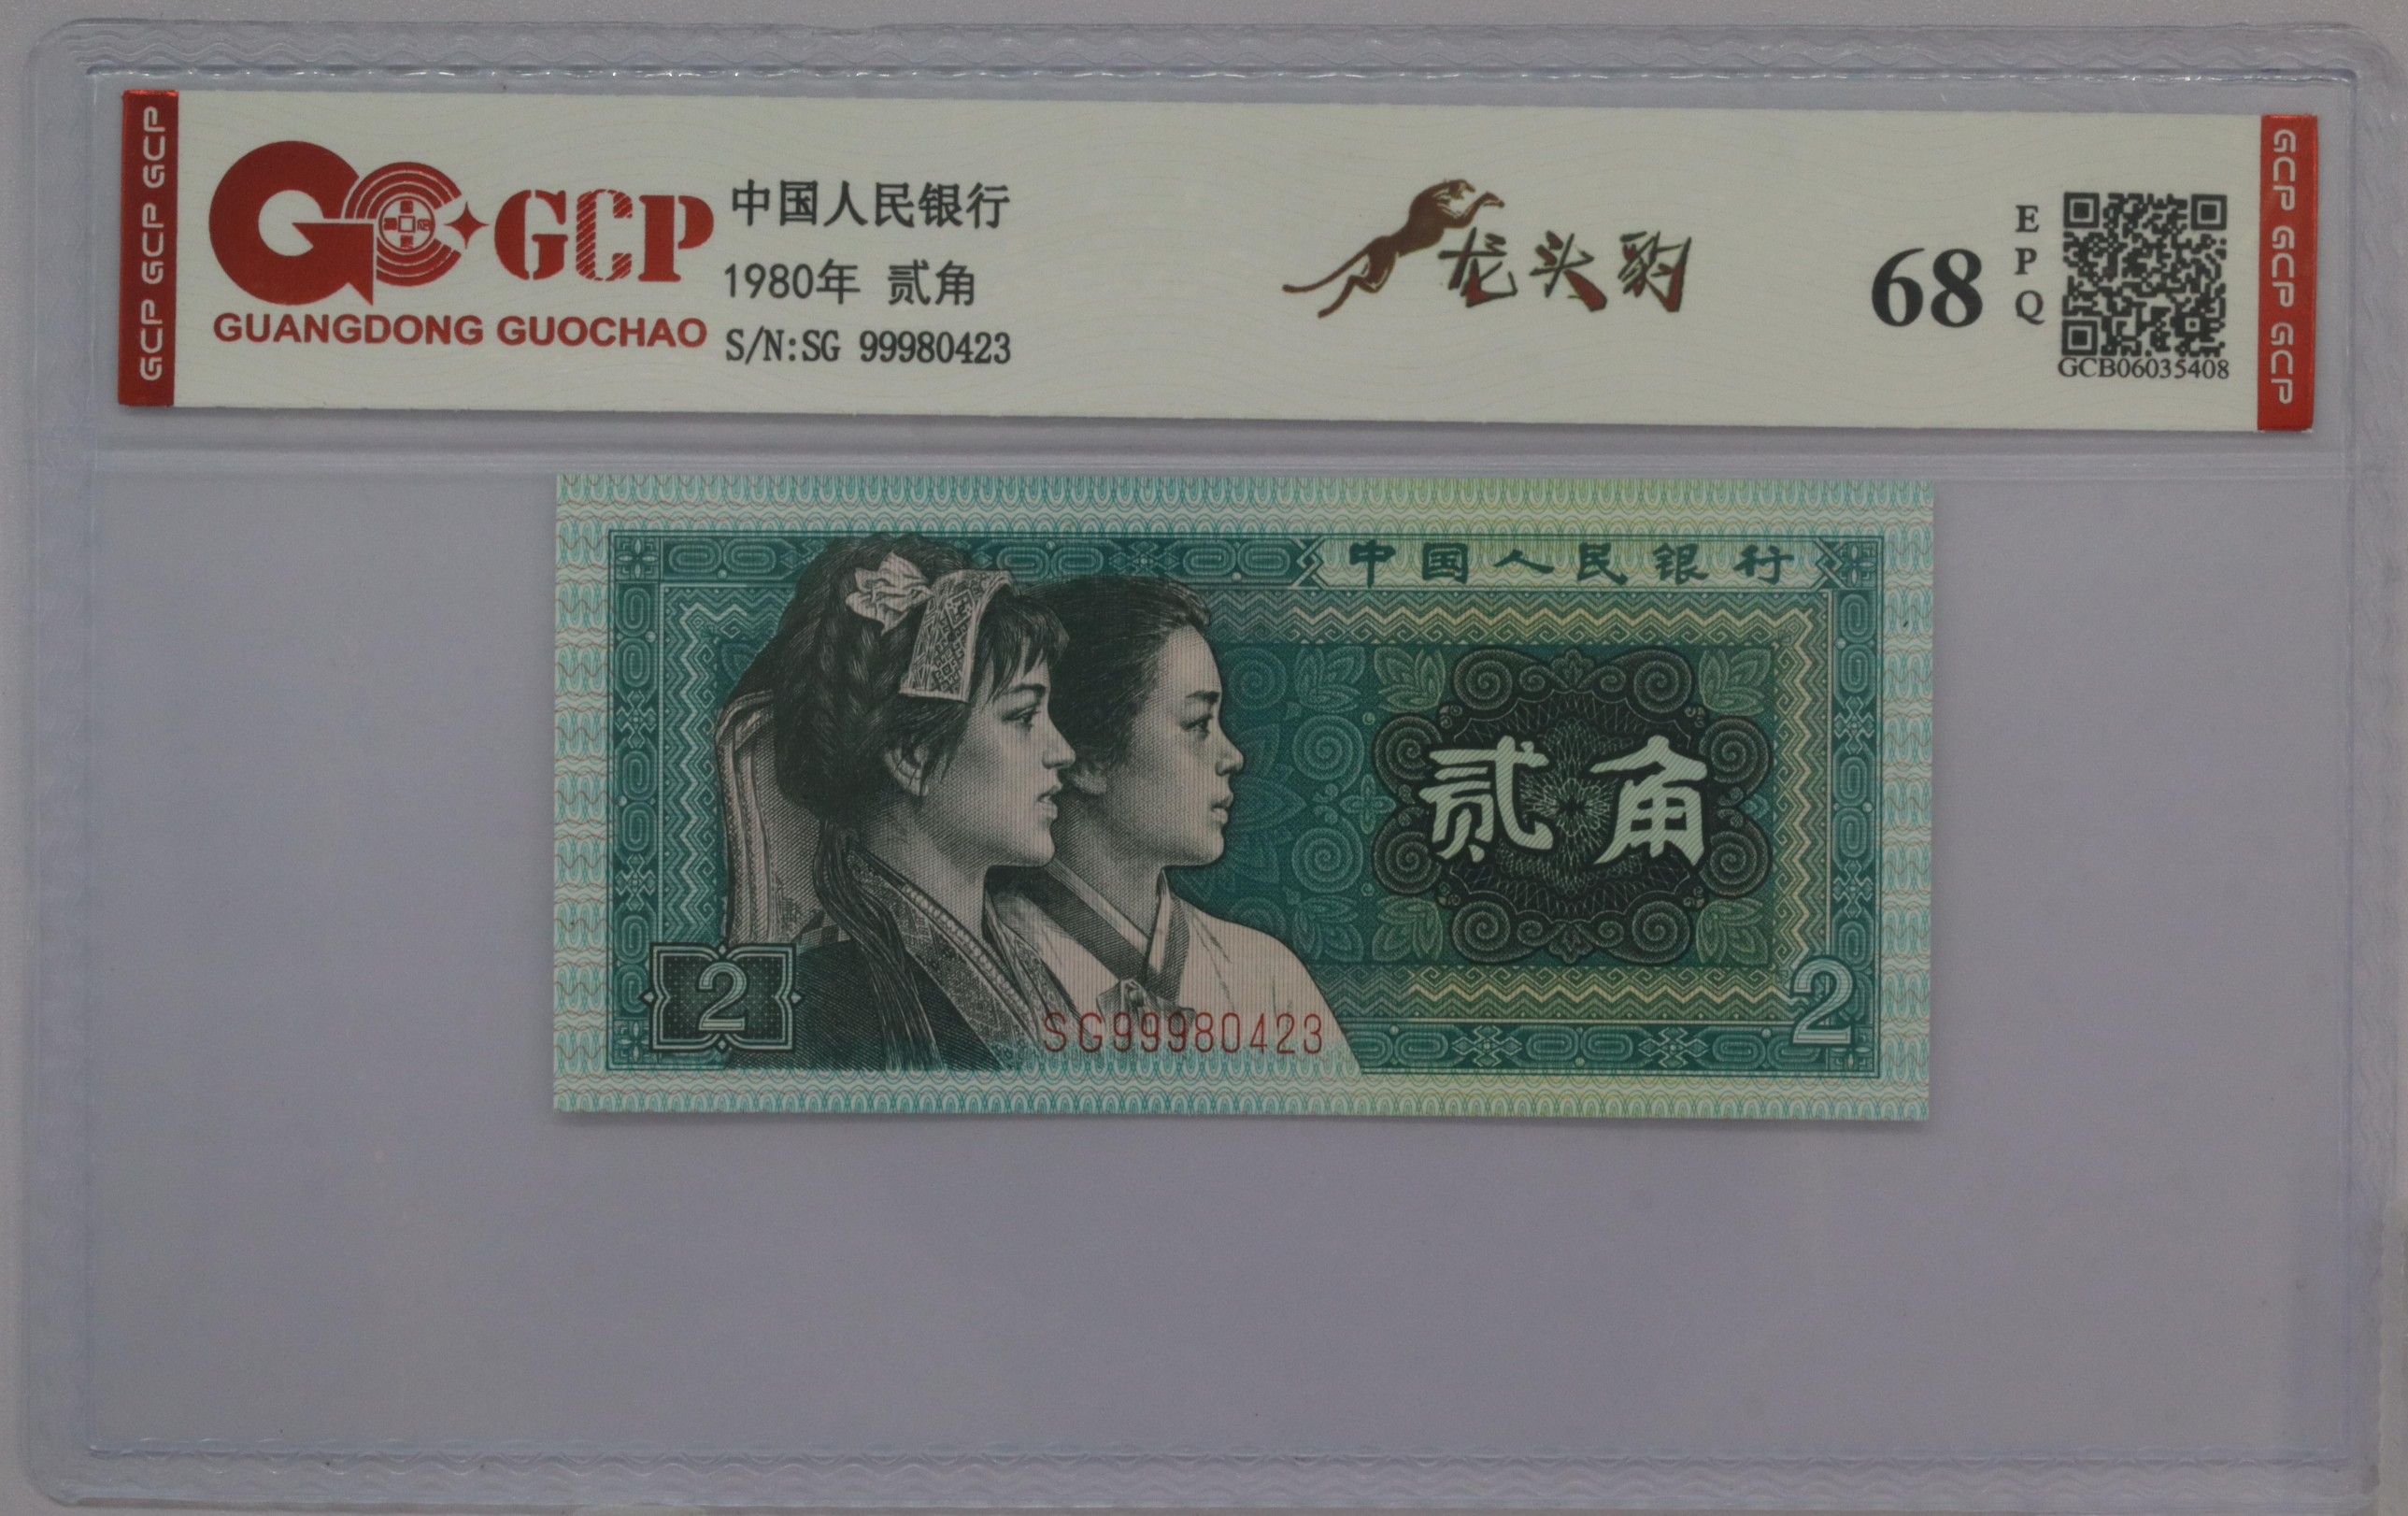 GCP GCP GCP
GCP
GUANGDONG GUOCHAO
中国人民银行
1980年 贰角
S/N:SG 99980423
龙头豹
68
EPQ
GCB06035408
GCP GCP GCP
中国人民银行
贰角
2
2
SG99980423